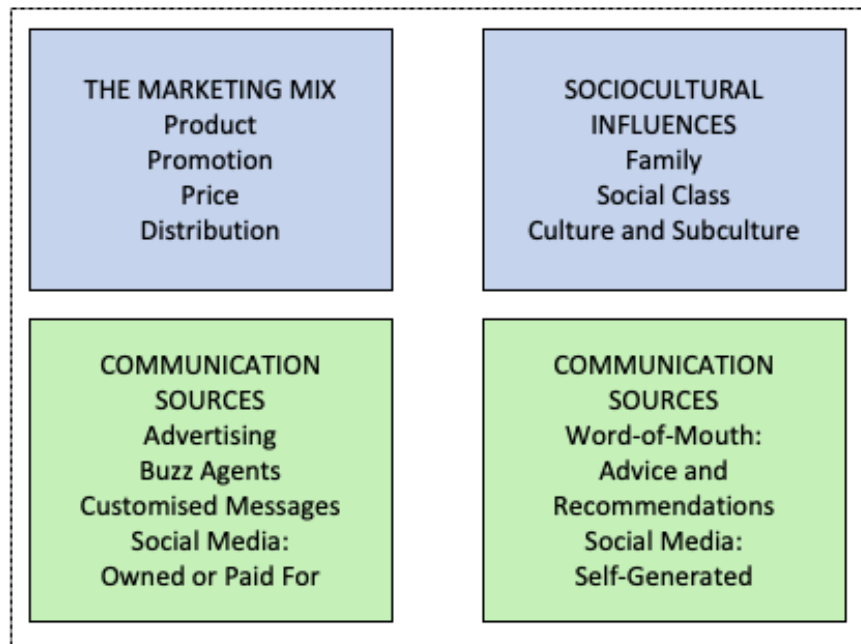 THE MARKETING MIX
Product
Promotion
Price
Distribution
SOCIOCULTURAL
INFLUENCES
Family
Social Class
Culture and Subculture
COMMUNICATION
SOURCES
Advertising
Buzz Agents
Customised Messages
Social Media:
Owned or Paid For
COMMUNICATION
SOURCES
Word-of-Mouth:
Advice and
Recommendations
Social Media:
Self-Generated